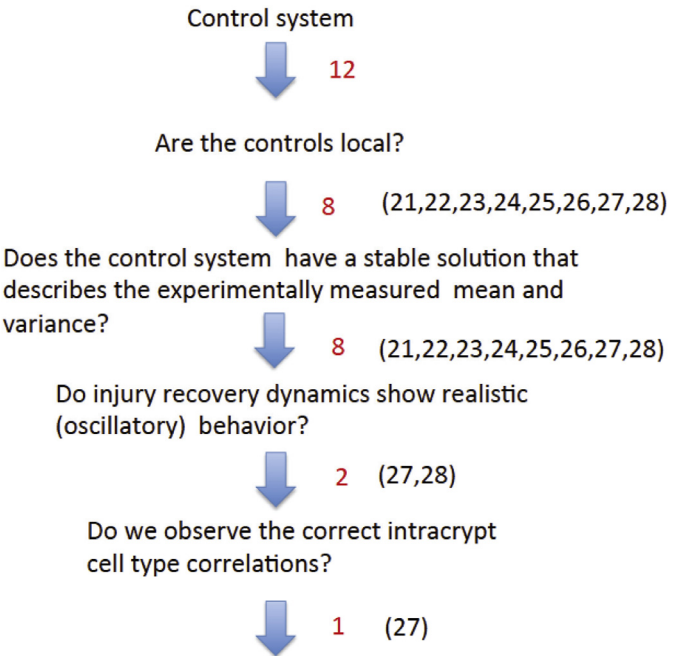 Control system
12
Are the controls local?
8 (21,22,23,24,25,26,27,28)
Does the control system have a stable solution that
describes the experimentally measured mean and
variance?
8 (21,22,23,24,25,26,27,28)
Do injury recovery dynamics show realistic
(oscillatory) behavior?
2 (27,28)
Do we observe the correct intracrypt
cell type correlations?
1 (27)